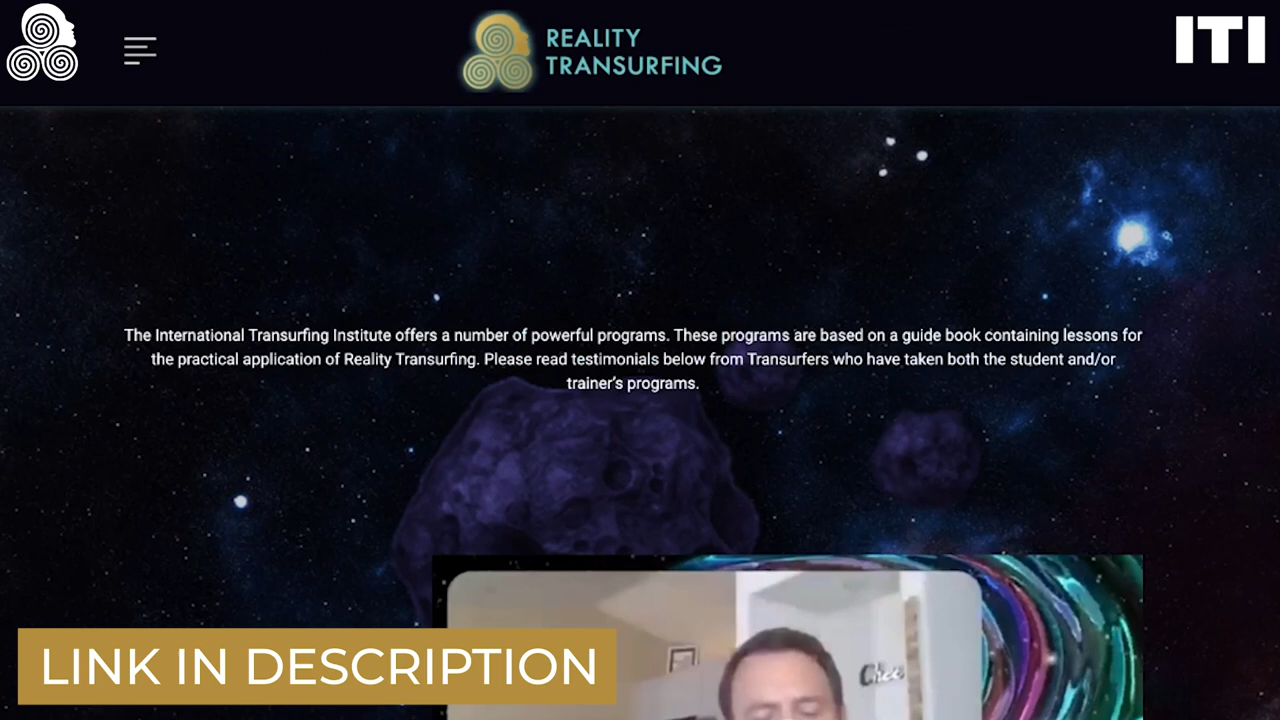 REALITY
TRANSURFING
ITI
The International Transurfing Institute offers a number of powerful programs. These programs are based on a guide book containing lessons for
the practical application of Reality Transurfing. Please read testimonials below from Transurfers who have taken both the student and/or
trainer's programs.
LINK IN DESCRIPTION